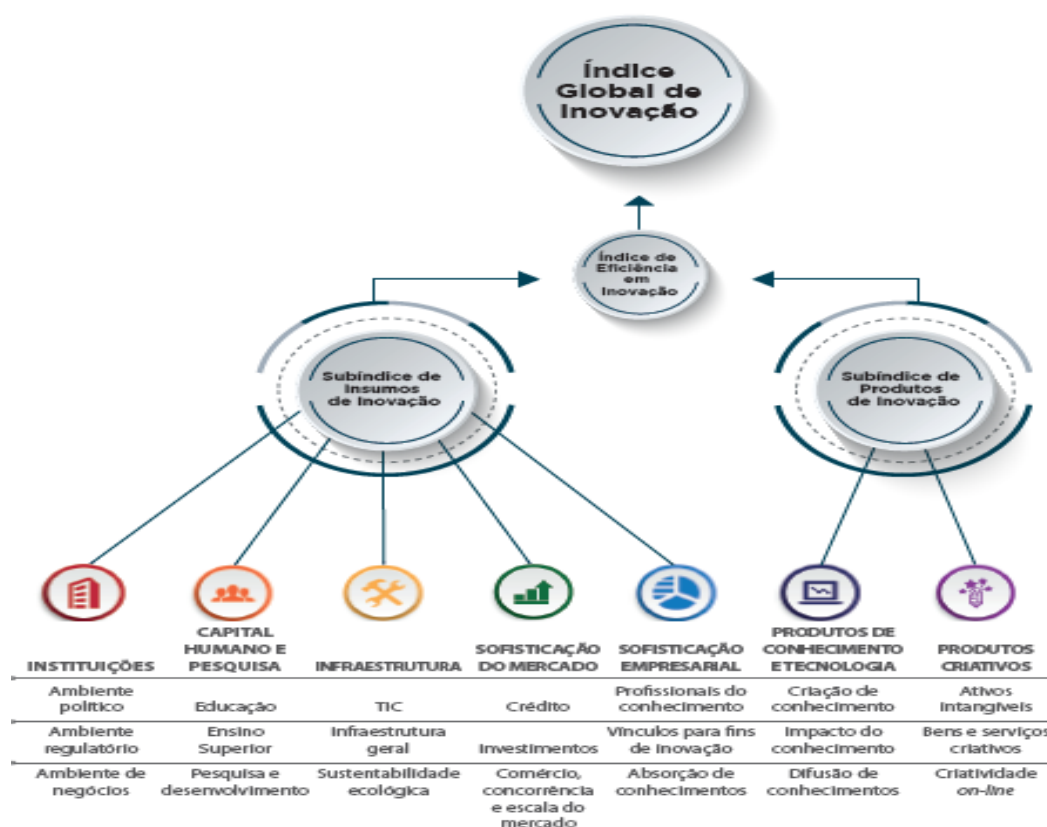 Índice
Global de
Inovação
Índice de
Eficiência
em
Inovação
Subíndice de
Insumos
de Inovação
Subíndice de
Produtos
de Inovação
INSTITUIÇÕES
CAPITAL
HUMANO E
PESQUISA
INFRAESTRUTURA
SOFISTICAÇÃO
DO MERCADO
SOFISTICAÇÃO
EMPRESARIAL
PRODUTOS DE
CONHECIMENTO
E TECNOLOGIA
PRODUTOS
CRIATIVOS
Ambiente
político
Educação
TIC
Crédito
Profissionais do
conhecimento
Criação de
conhecimento
Ativos
intangíveis
Ambiente
regulatório
Ensino
Superior
Infraestrutura
geral
Investimentos
Vínculos para fins
de inovação
Impacto do
conhecimento
Bens e serviços
criativos
Ambiente de
negócios
Pesquisa e
desenvolvimento
Sustentabilidade
ecológica
Comércio,
concorrência
e escala do
mercado
Absorção de
conhecimentos
Difusão de
conhecimentos
Criatividade
on-line